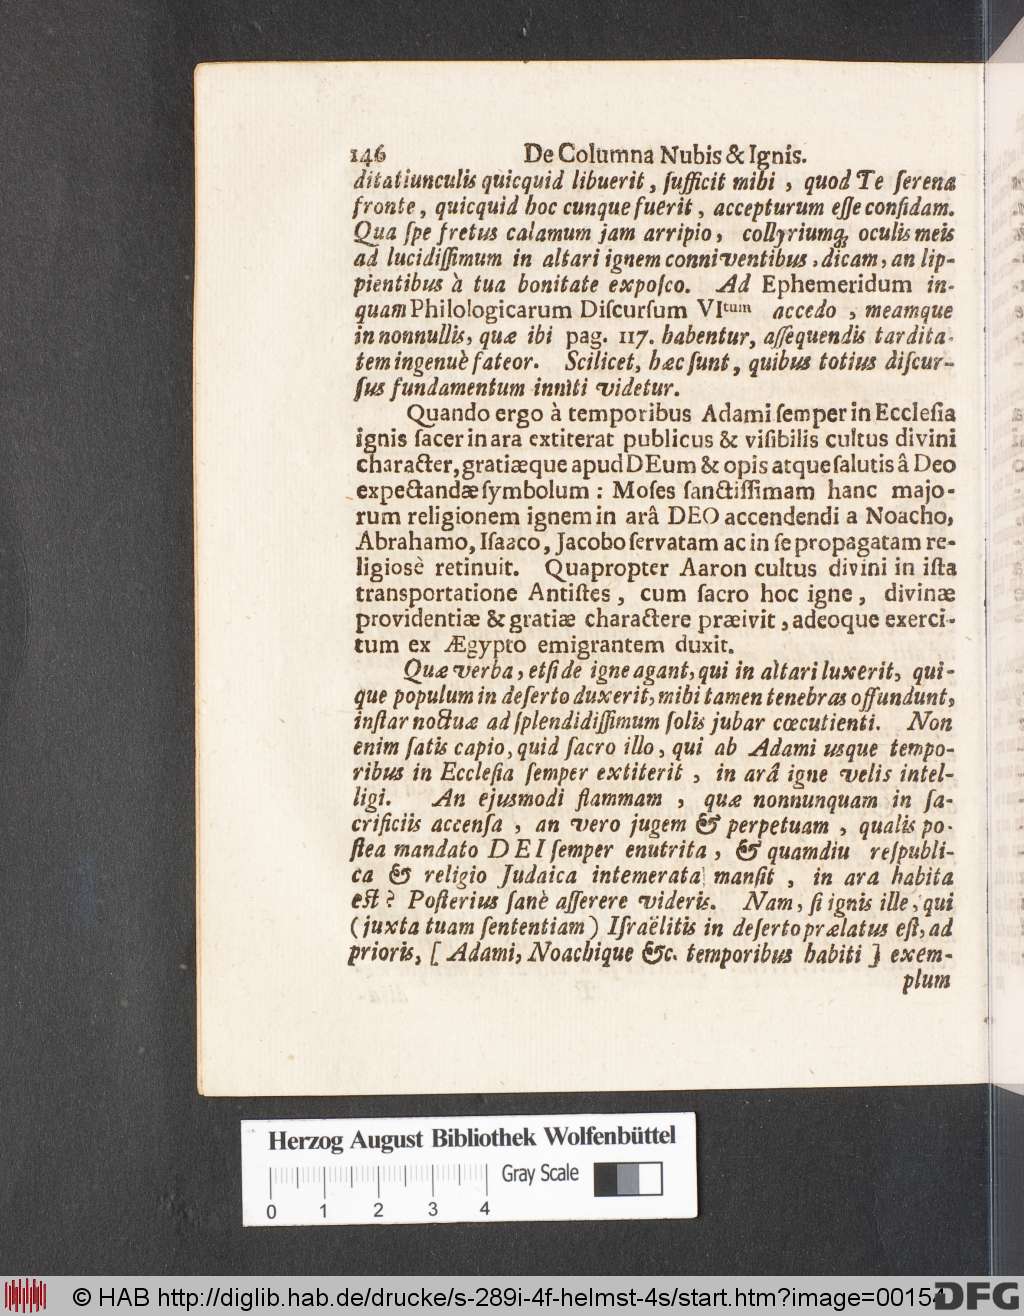 146 De Columna Nubis & Ignis.
ditatiunculis quicquid libuerit, ſufficit mihi, quod Te ſerena
fronte, quicquid hoc cunque fuerit, accepturum eſſe confidam.
Qua ſpe fretus calamum jam arripio, collyriumq; oculis meis
ad lucidiſſimum in altari ignem conniventibus, dicam, an lip-
pientibus à tua bonitate expoſco. Ad Ephemeridum in-
quam Philologicarum Diſcurſum VItum accedo, meamque
in nonnullis, quæ ibi pag. 117. habentur, aſſequendis tardita-
tem ingenuè fateor. Scilicet, hæc ſunt, quibus totius diſcur-
ſus fundamentum inniti videtur.
Quando ergo à temporibus Adami ſemper in Eccleſia
ignis ſacer in ara extiterat publicus & viſibilis cultus divini
character, gratiæque apud DEum & opis atque ſalutis â Deo
expectandæ ſymbolum: Moſes ſanctiſſimam hanc majo-
rum religionem ignem in arâ DEO accendendi a Noacho,
Abrahamo, Iſaaco, Jacobo ſervatam ac in ſe propagatam re-
ligiosè retinuit. Quapropter Aaron cultus divini in iſta
transportatione Antiſtes, cum ſacro hoc igne, divinæ
providentiæ & gratiæ charactere præivit, adeoque exerci-
tum ex Ægypto emigrantem duxit.
Quæ verba, etſi de igne agant, qui in altari luxerit, qui-
que populum in deſerto duxerit, mihi tamen tenebras offundunt,
inſtar noctuæ ad ſplendidiſſimum ſolis jubar cœcutienti. Non
enim ſatis capio, quid ſacro illo, qui ab Adami usque tempo-
ribus in Eccleſia ſemper extiterit, in arâ igne velis intel-
ligi. An ejusmodi flammam, quæ nonnunquam in ſa-
crificiis accenſa, an vero jugem & perpetuam, qualis po-
ſtea mandato DEI ſemper enutrita, & quamdiu reſpubli-
ca & religio Judaica intemerata manſit, in ara habita
eſt? Poſterius ſanè aſſerere videris. Nam, ſi ignis ille, qui
(juxta tuam ſententiam) Iſraëlitis in deſerto prælatus eſt, ad
prioris, [Adami, Noachique &c. temporibus habiti] exem-
plum
Herzog August Bibliothek Wolfenbüttel
Gray Scale
0 1 2 3 4
© HAB http://diglib.hab.de/drucke/s-289i-4f-helmst-4s/start.htm?image=00154
DFG